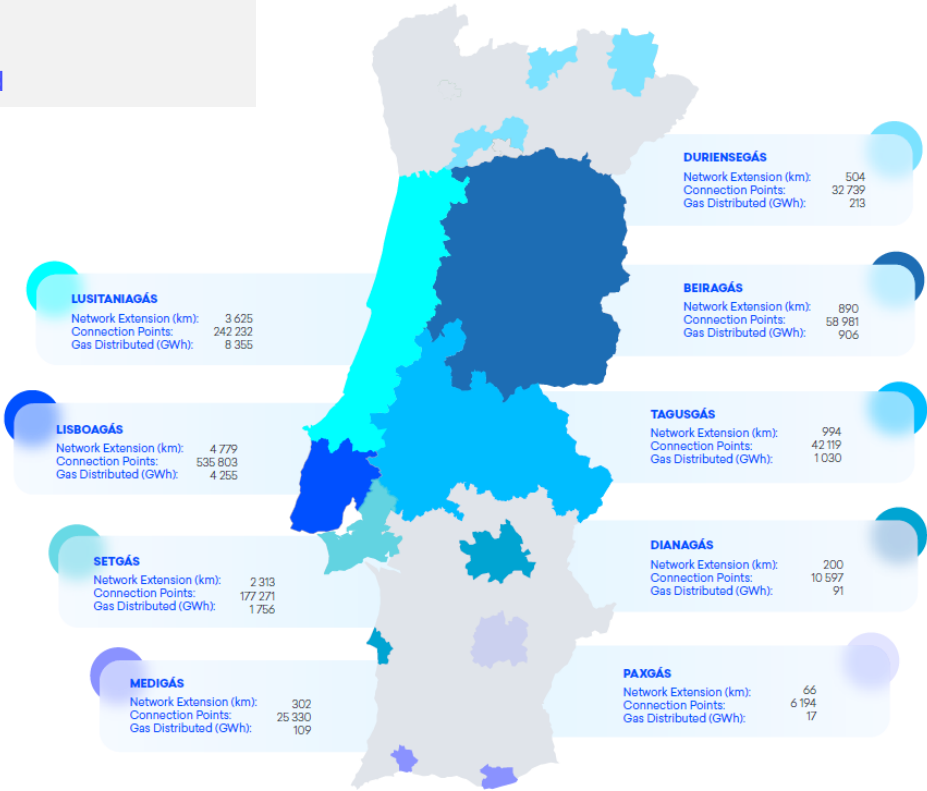 DURIENSEGÁS
Network Extension (km): 504
Connection Points: 32 739
Gas Distributed (GWh): 213
LUSITANIAGÁS
Network Extension (km): 3 625
Connection Points: 242 232
Gas Distributed (GWh): 8 355
BEIRAGÁS
Network Extension (km): 890
Connection Points: 58 981
Gas Distributed (GWh): 906
LISBOAGÁS
Network Extension (km): 4 779
Connection Points: 535 803
Gas Distributed (GWh): 4 255
TAGUSGÁS
Network Extension (km): 994
Connection Points: 42 119
Gas Distributed (GWh): 1 030
SETGÁS
Network Extension (km): 2 313
Connection Points: 177 271
Gas Distributed (GWh): 1 756
DIANAGÁS
Network Extension (km): 200
Connection Points: 10 597
Gas Distributed (GWh): 91
MEDIGÁS
Network Extension (km): 302
Connection Points: 25 330
Gas Distributed (GWh): 109
PAXGÁS
Network Extension (km): 66
Connection Points: 6 194
Gas Distributed (GWh): 17